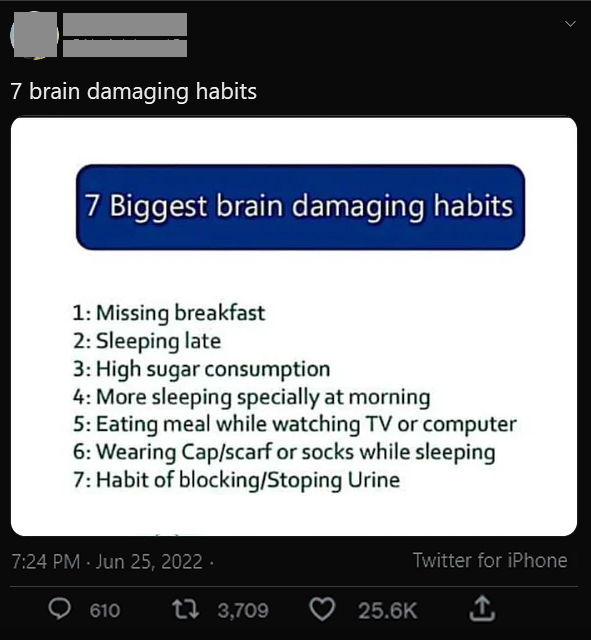 7 brain damaging habits
7 Biggest brain damaging habits
1: Missing breakfast
2: Sleeping late
3: High sugar consumption
4: More sleeping specially at morning
5: Eating meal while watching TV or computer
6: Wearing Cap/scarf or socks while sleeping
7: Habit of blocking/Stoping Urine
7:24 PM · Jun 25, 2022 · Twitter for iPhone
610 3,709 25.6K